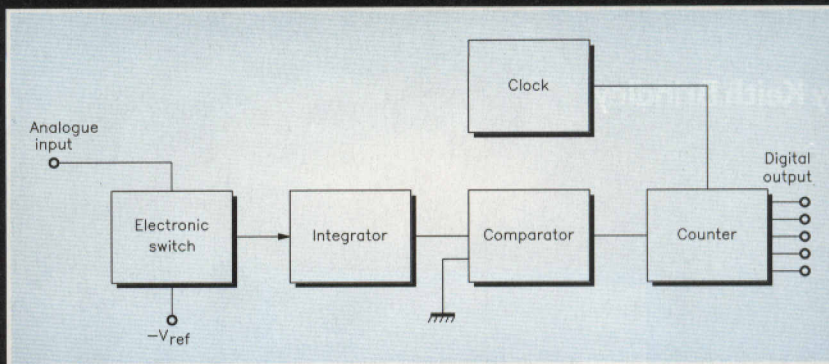 Clock
Analogue
input
Digital
output
Electronic
switch
Integrator
Comparator
Counter
−Vref